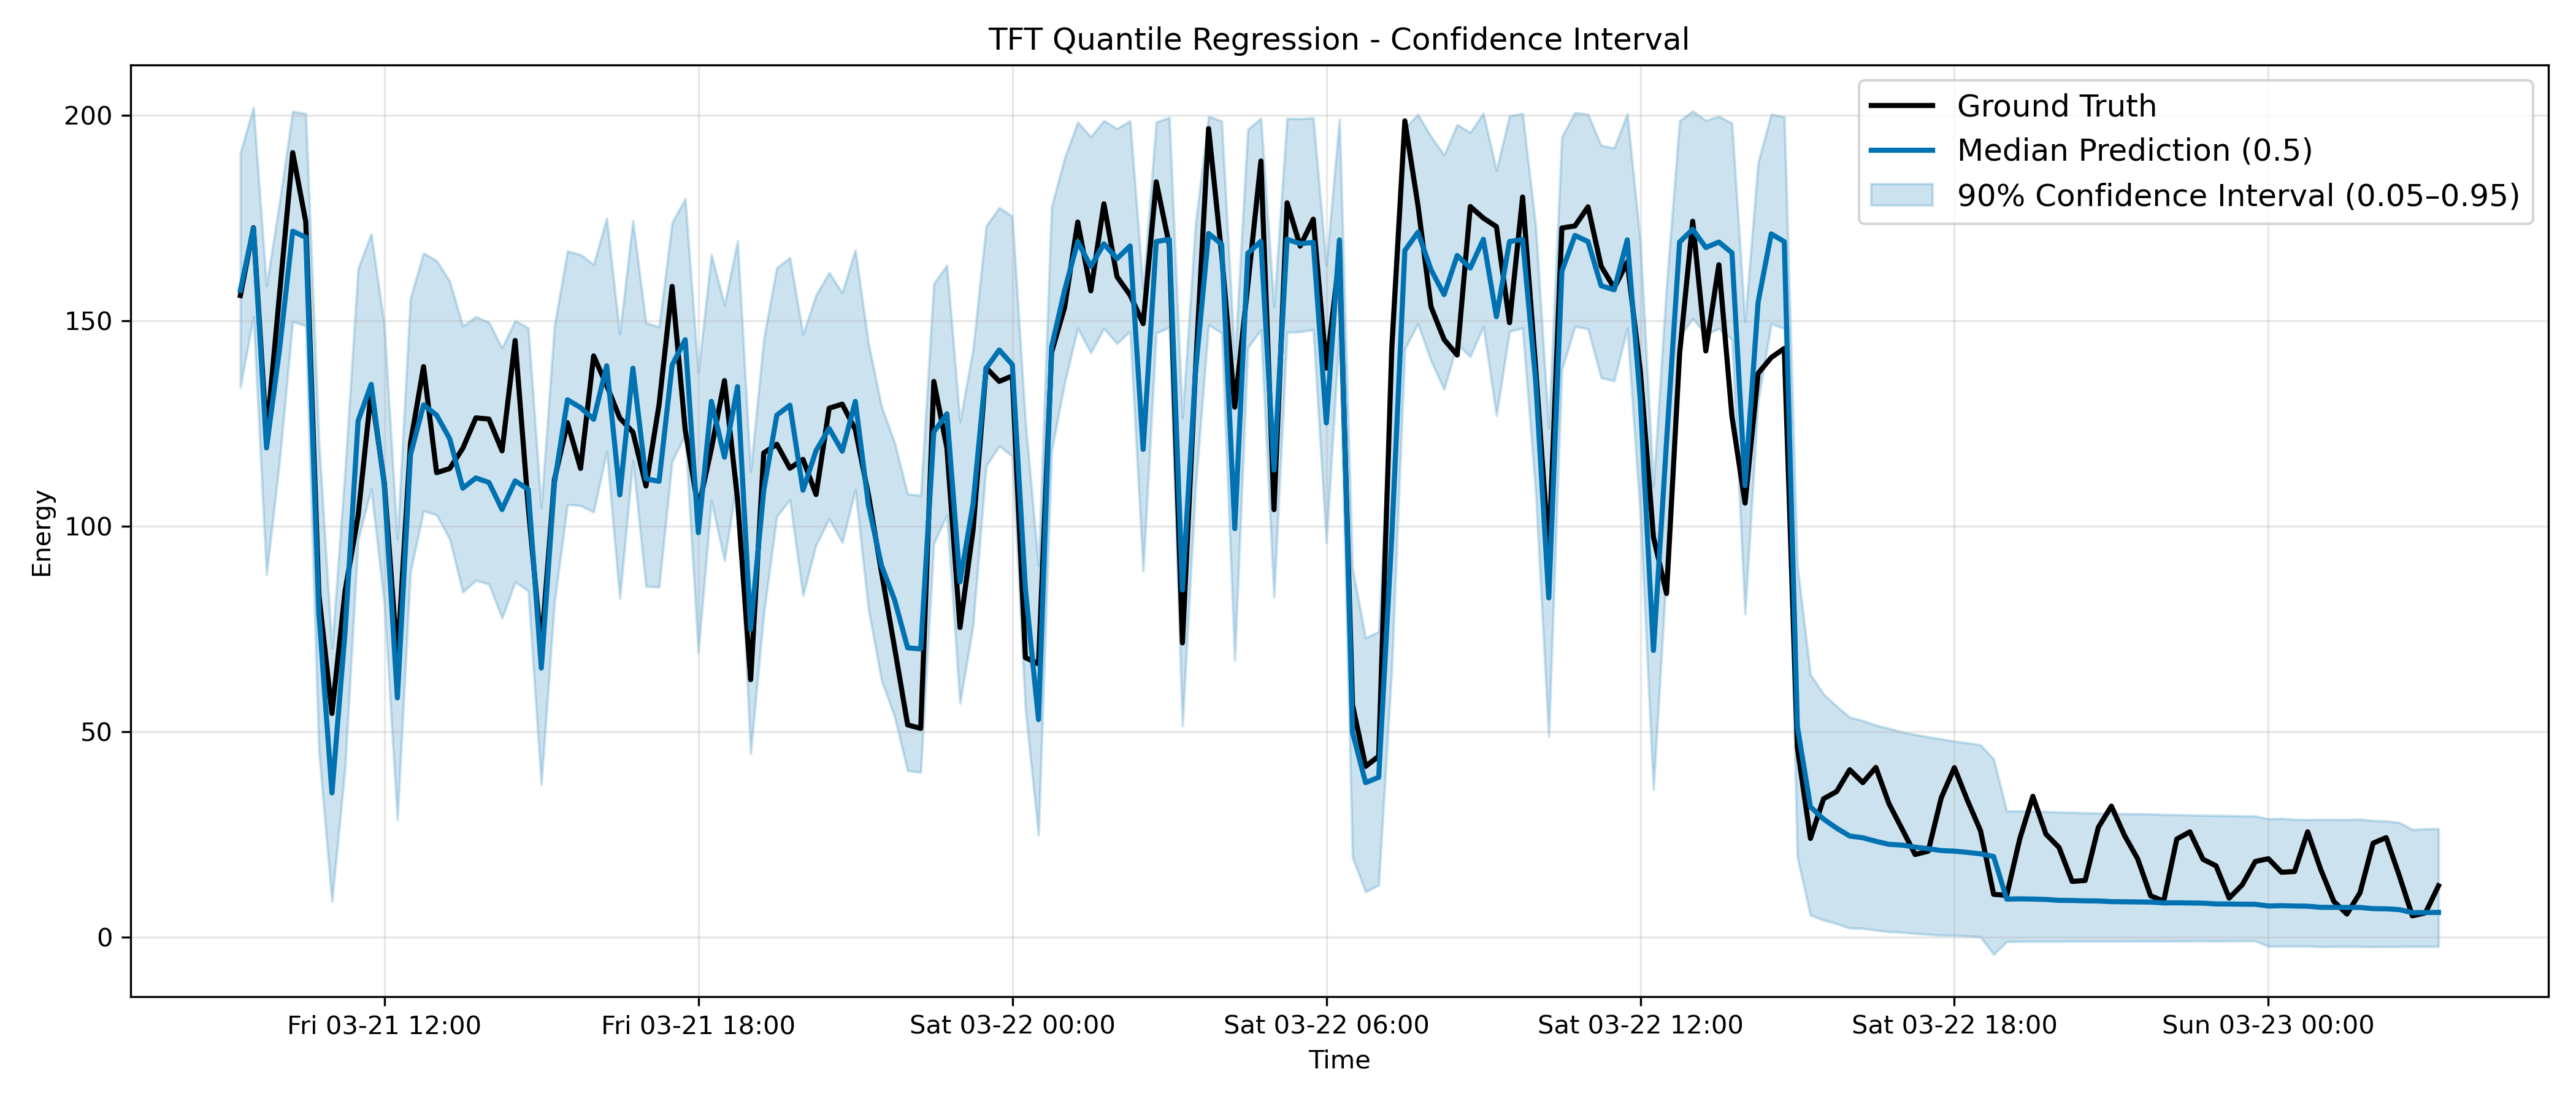 TFT Quantile Regression - Confidence Interval
Ground Truth
Median Prediction (0.5)
90% Confidence Interval (0.05–0.95)
Energy
200
150
100
50
0
Fri 03-21 12:00
Fri 03-21 18:00
Sat 03-22 00:00
Sat 03-22 06:00
Sat 03-22 12:00
Sat 03-22 18:00
Sun 03-23 00:00
Time